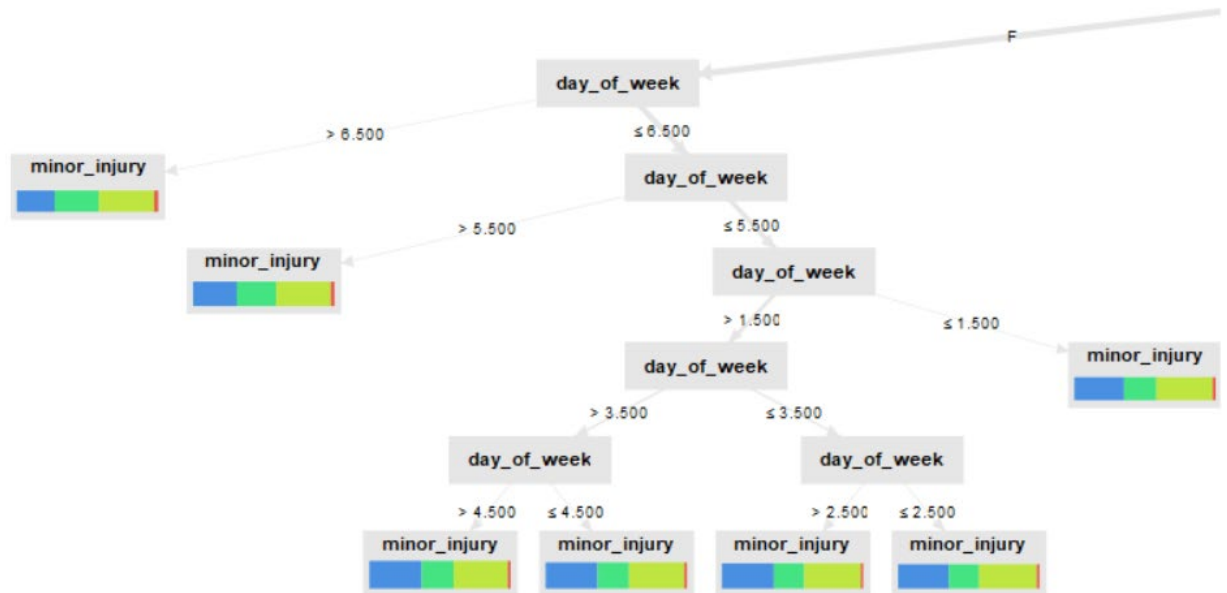 F
day_of_week
> 6.500
≤ 6.500
minor_injury
day_of_week
> 5.500
≤ 5.500
minor_injury
day_of_week
> 1.500
≤ 1.500
day_of_week
minor_injury
> 3.500
≤ 3.500
day_of_week
day_of_week
> 4.500
≤ 4.500
> 2.500
≤ 2.500
minor_injury
minor_injury
minor_injury
minor_injury